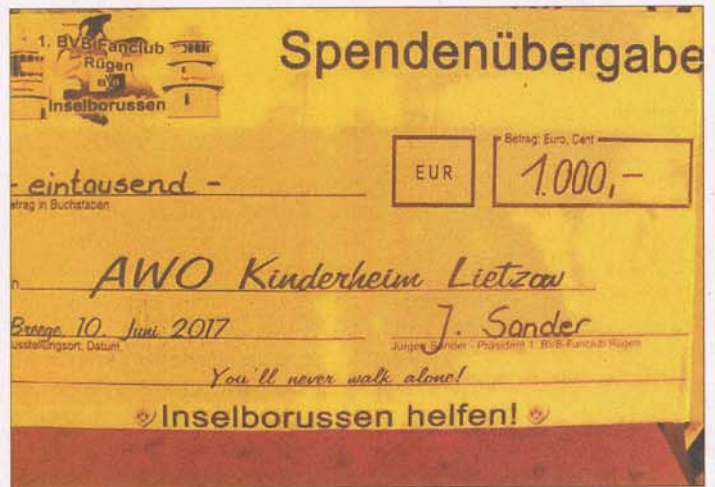 1. BVB Fanclub
Rügen
Inselborussen
Spendenübergabe
Betrag: Euro, Cent
EUR 1.000,-
- eintausend -
etrag in Buchstaben
n AWO Kinderheim Lietzow
Breege, 10. Juni 2017 J. Sander
usstellungsort, Datum, Jürgen Sander - Präsident 1. BVB-Fanclub Rügen
You'll never walk alone!
Inselborussen helfen!